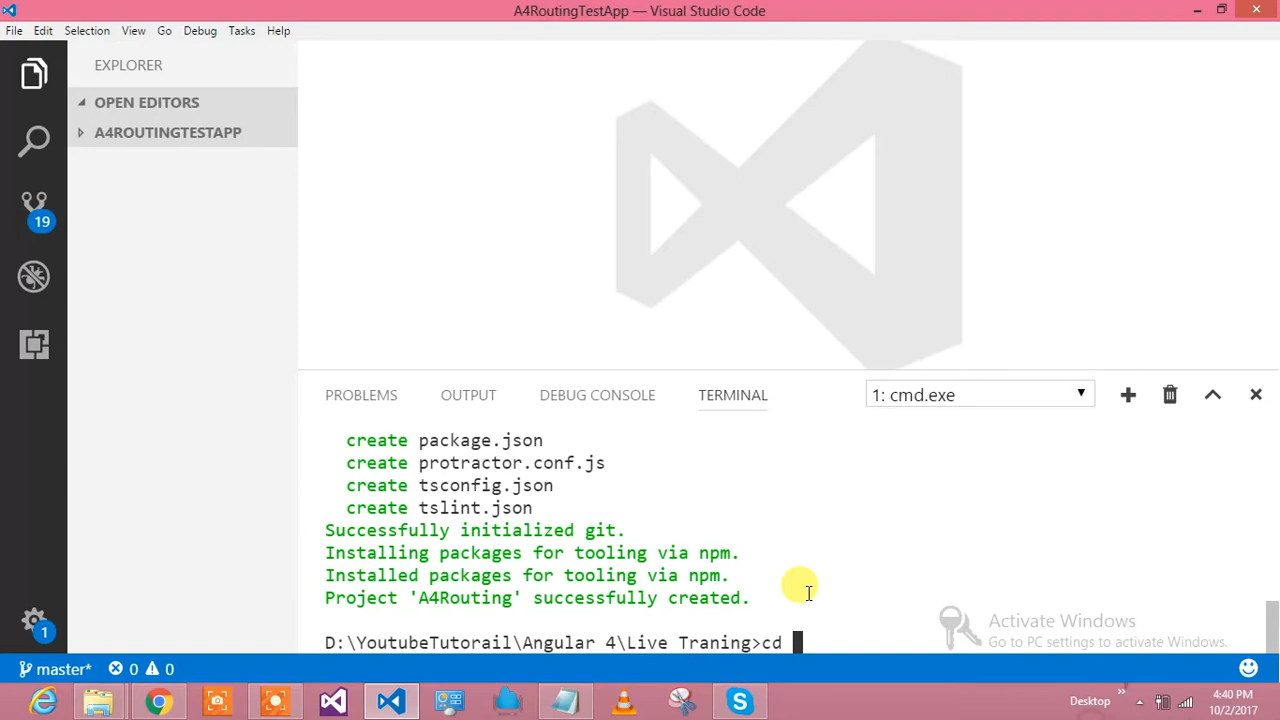 A4RoutingTestApp — Visual Studio Code
File Edit Selection View Go Debug Tasks Help
EXPLORER
OPEN EDITORS
A4ROUTINGTESTAPP
19
PROBLEMS OUTPUT DEBUG CONSOLE TERMINAL 1: cmd.exe
create package.json
create protractor.conf.js
create tsconfig.json
create tslint.json
Successfully initialized git.
Installing packages for tooling via npm.
Installed packages for tooling via npm.
Project 'A4Routing' successfully created.
Activate Windows
Go to PC settings to activate Windows.
D:\YoutubeTutorail\Angular 4\Live Traning>cd
1
master* 0 0
Desktop
4:40 PM
10/2/2017